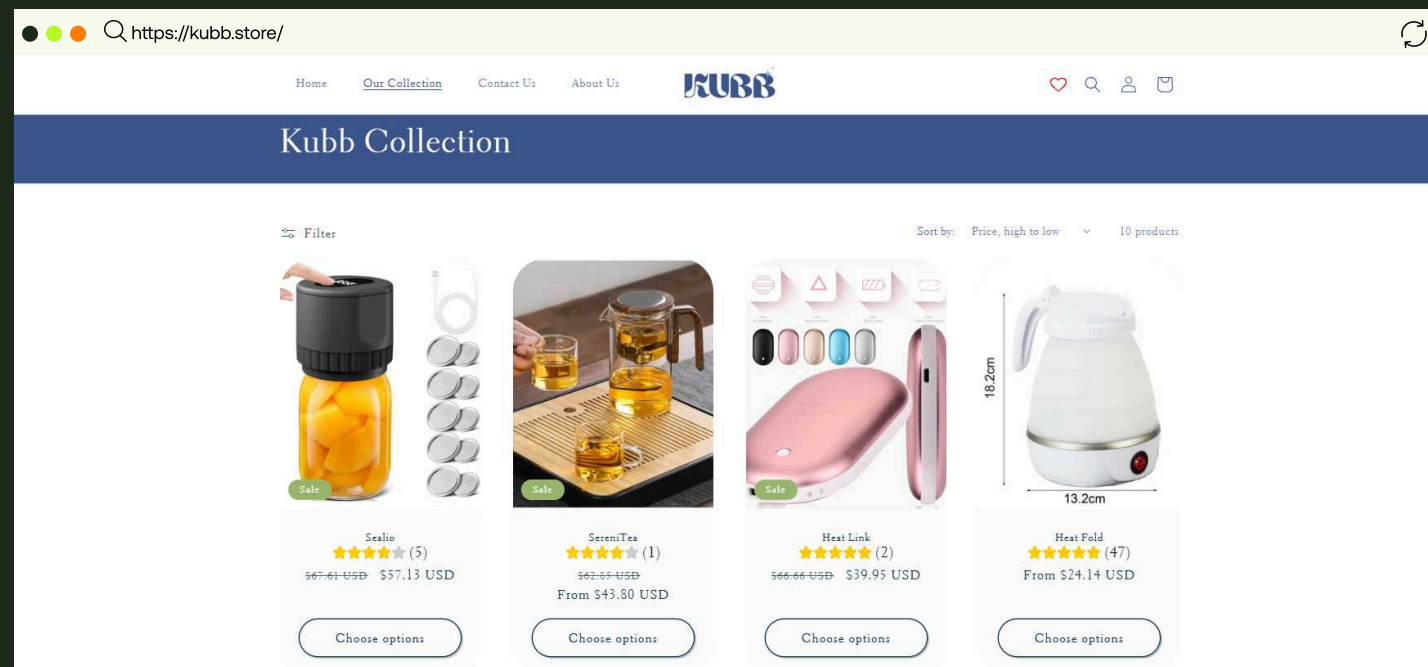 https://kubb.store/
Home Our Collection Contact Us About Us KUBB
Kubb Collection
Filter Sort by: Price, high to low 10 products
18.2cm
13.2cm
Sale Sale Sale
Sealio SereniTea Heat Link Heat Fold
(5) (1) (2) (47)
$67.61 USD $57.13 USD $62.85 USD $66.66 USD $39.95 USD From $24.14 USD
From $43.80 USD
Choose options Choose options Choose options Choose options